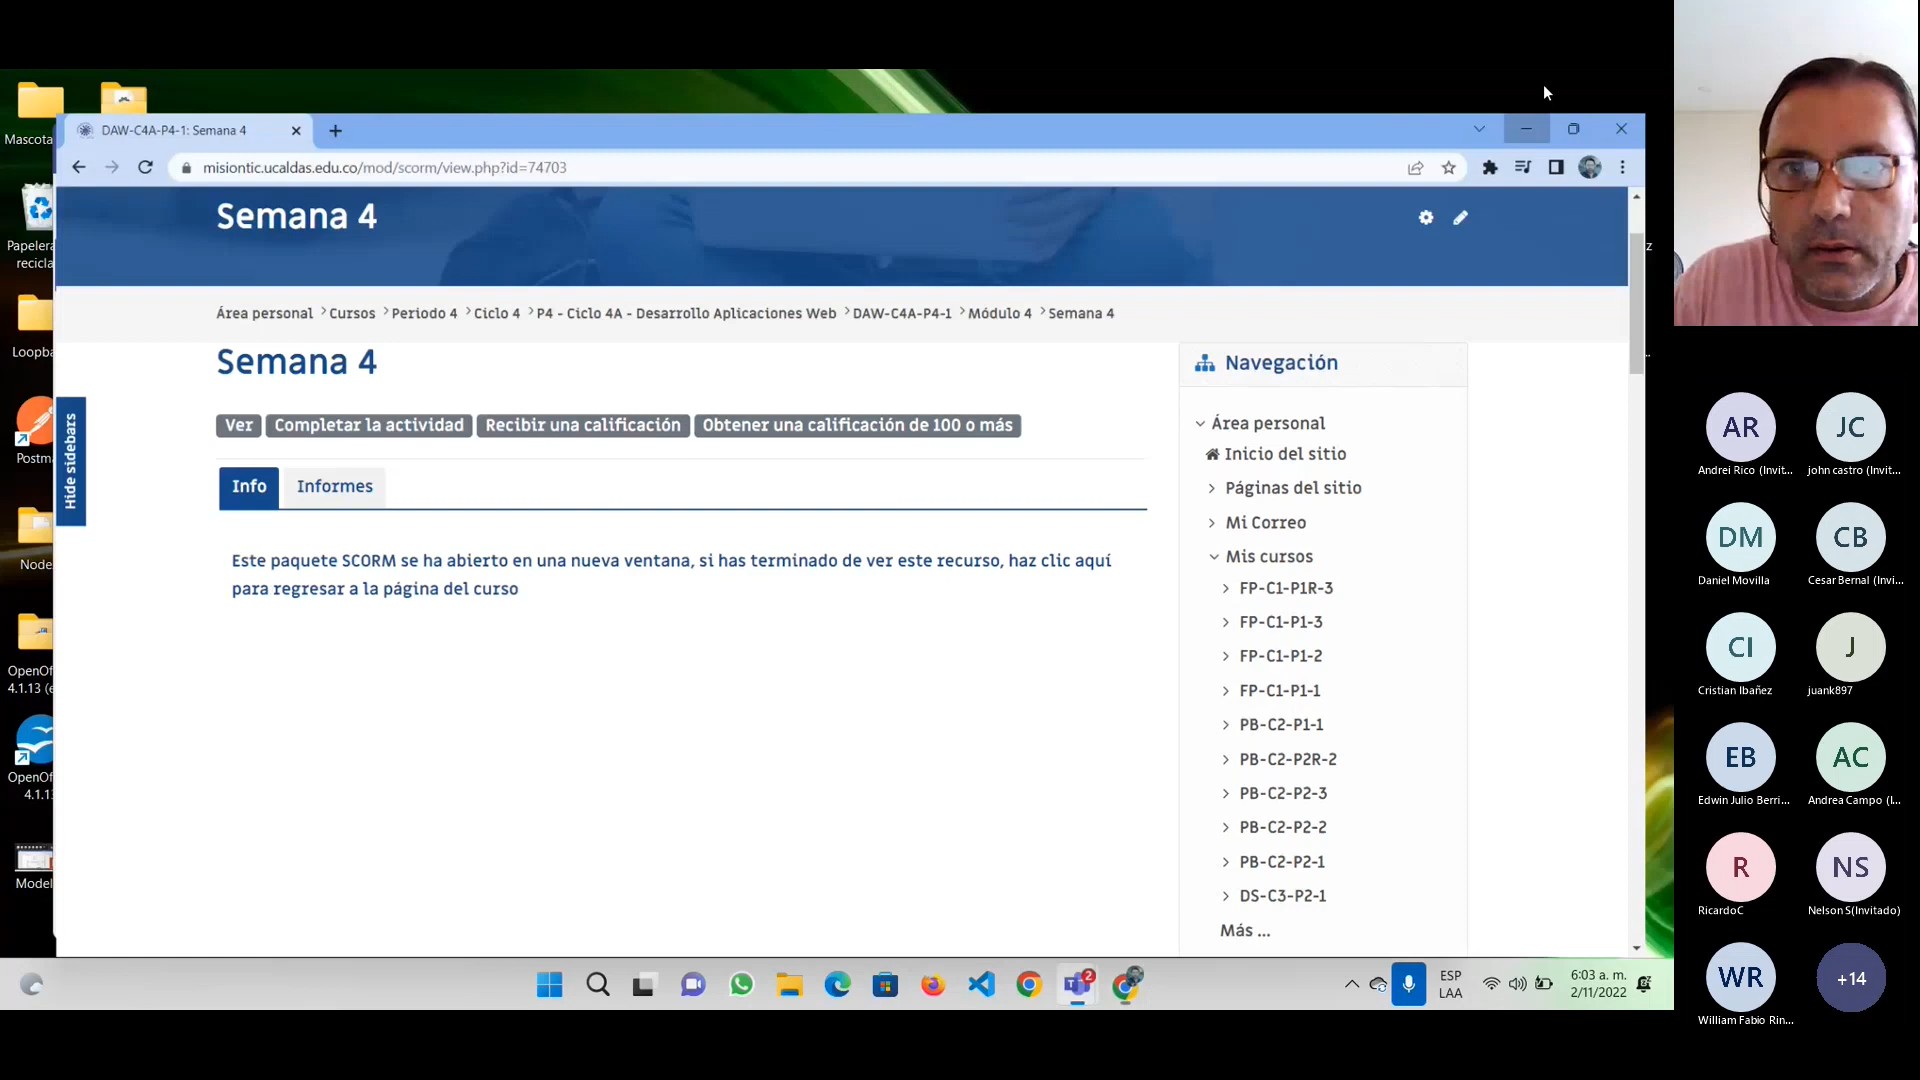 Mascota
Papelera
recicla
Loopba
Postm
Node
OpenOf
4.1.13 (e
OpenOf
4.1.13
Model
DAW-C4A-P4-1: Semana 4
misiontic.ucaldas.edu.co/mod/scorm/view.php?id=74703
Semana 4
Área personal > Cursos > Periodo 4 > Ciclo 4 > P4 - Ciclo 4A - Desarrollo Aplicaciones Web > DAW-C4A-P4-1 > Módulo 4 > Semana 4
Semana 4
Ver Completar la actividad Recibir una calificación Obtener una calificación de 100 o más
Hide sidebars
Info Informes
Este paquete SCORM se ha abierto en una nueva ventana, si has terminado de ver este recurso, haz clic aquí
para regresar a la página del curso
Navegación
Área personal
Inicio del sitio
Páginas del sitio
Mi Correo
Mis cursos
FP-C1-P1R-3
FP-C1-P1-3
FP-C1-P1-2
FP-C1-P1-1
PB-C2-P1-1
PB-C2-P2R-2
PB-C2-P2-3
PB-C2-P2-2
PB-C2-P2-1
DS-C3-P2-1
Más ...
z
2
ESP
LAA
6:03 a. m.
2/11/2022
AR JC
Andrei Rico (Invit... john castro (Invit...
DM CB
Daniel Movilla Cesar Bernal (Invi...
CI J
Cristian Ibañez juank897
EB AC
Edwin Julio Berri... Andrea Campo (I...
R NS
RicardoC Nelson S(Invitado)
WR +14
William Fabio Rin...